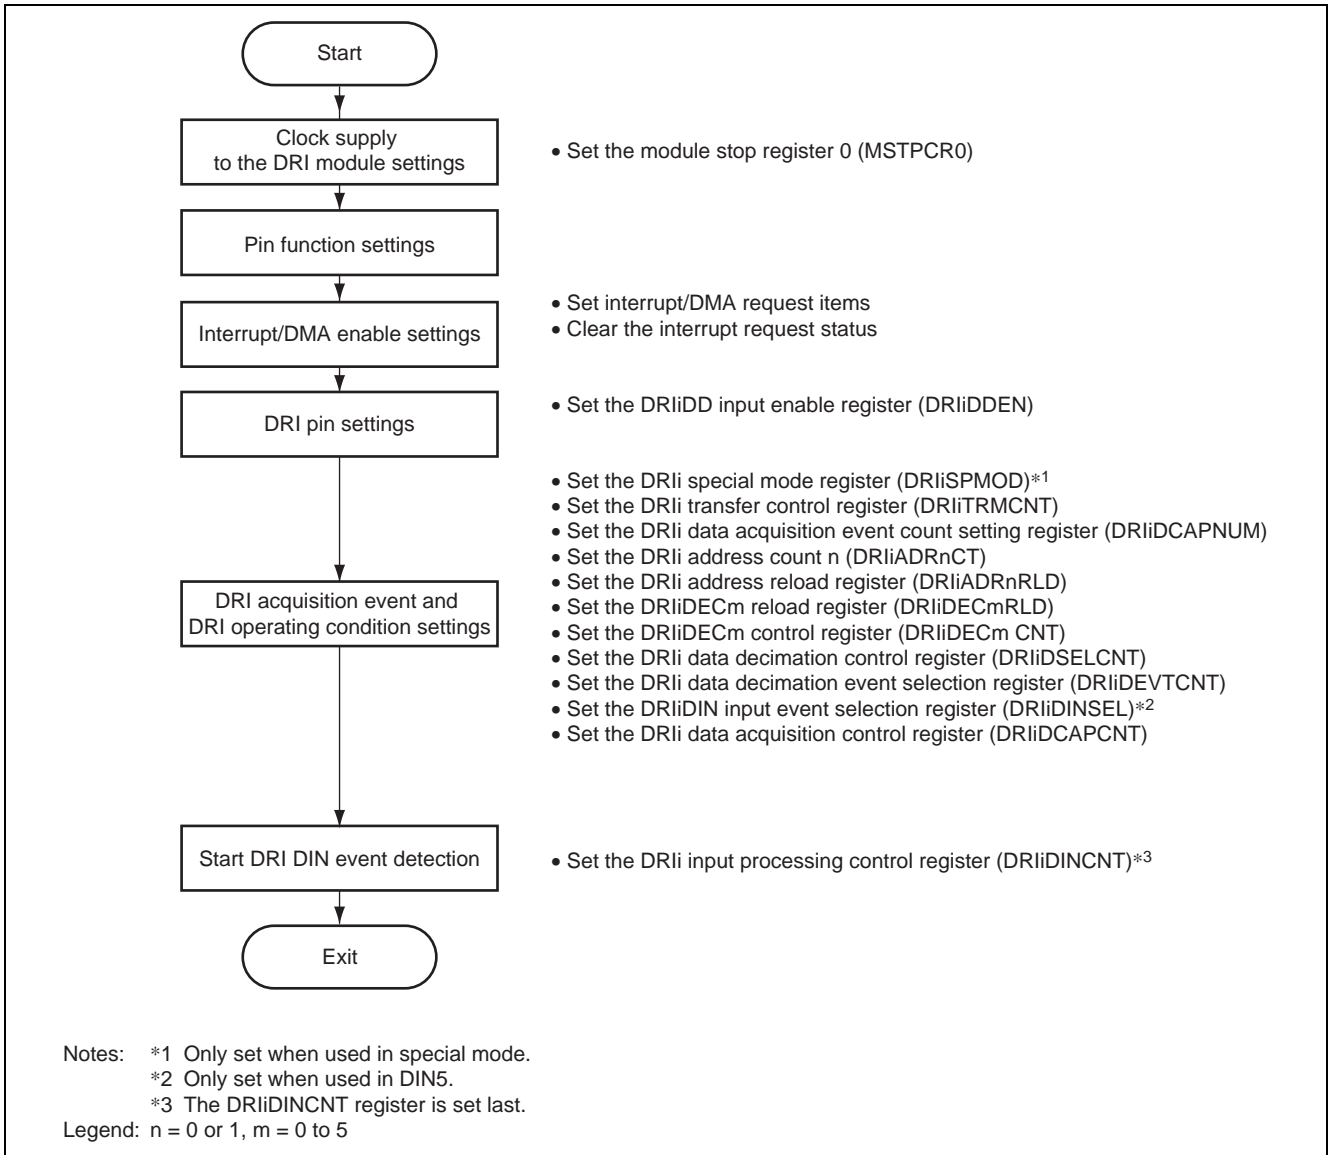 Start
Clock supply
to the DRI module settings
• Set the module stop register 0 (MSTPCR0)
Pin function settings
Interrupt/DMA enable settings
• Set interrupt/DMA request items
• Clear the interrupt request status
DRI pin settings
• Set the DRIiDD input enable register (DRIiDDEN)
DRI acquisition event and
DRI operating condition settings
• Set the DRIi special mode register (DRIiSPMOD)*1
• Set the DRIi transfer control register (DRIiTRMCNT)
• Set the DRIi data acquisition event count setting register (DRIiDCAPNUM)
• Set the DRIi address count n (DRIiADRnCT)
• Set the DRIi address reload register (DRIiADRnRLD)
• Set the DRIiDECm reload register (DRIiDECmRLD)
• Set the DRIiDECm control register (DRIiDECm CNT)
• Set the DRIi data decimation control register (DRIiDSELCNT)
• Set the DRIi data decimation event selection register (DRIiDEVTCNT)
• Set the DRIiDIN input event selection register (DRIiDINSEL)*2
• Set the DRIi data acquisition control register (DRIiDCAPCNT)
Start DRI DIN event detection
• Set the DRIi input processing control register (DRIiDINCNT)*3
Exit
Notes: *1 Only set when used in special mode.
*2 Only set when used in DIN5.
*3 The DRIiDINCNT register is set last.
Legend: n = 0 or 1, m = 0 to 5